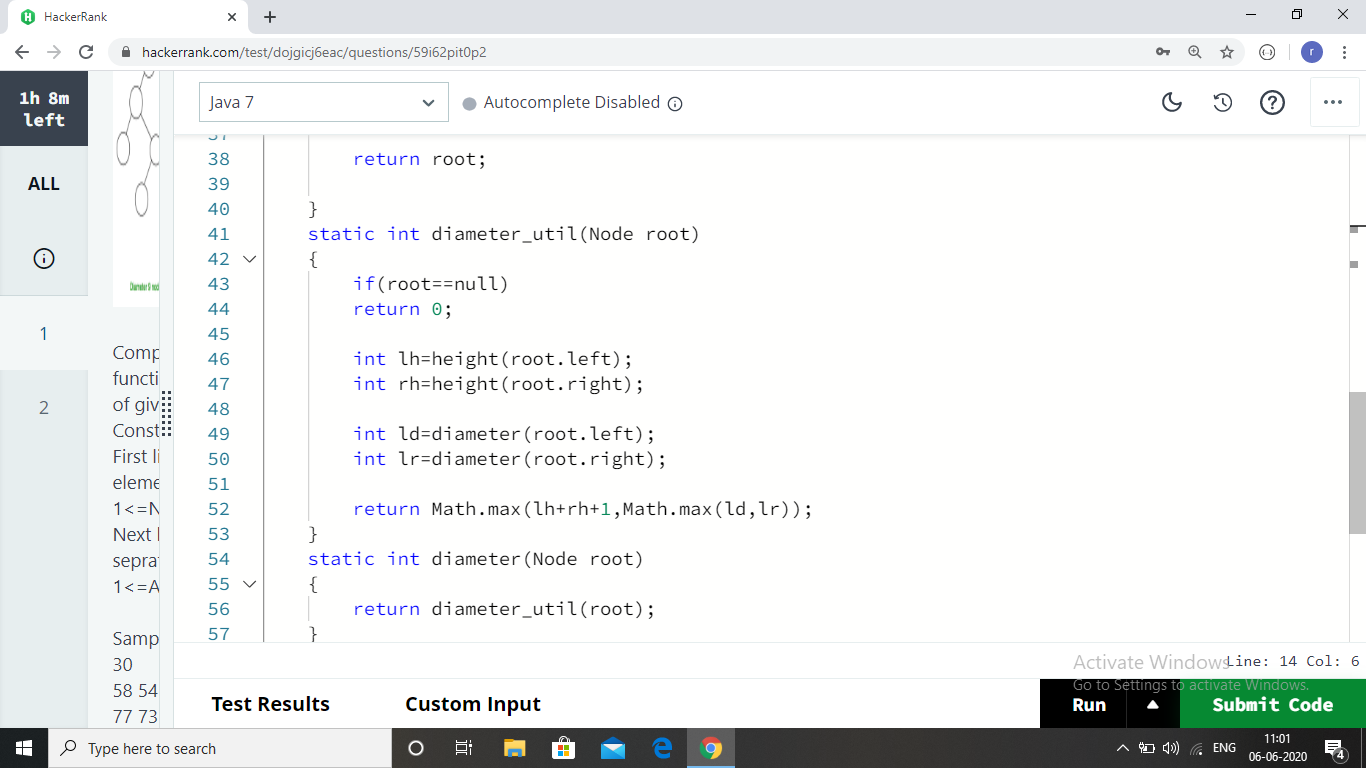 HackerRank
hackerrank.com/test/dojgicj6eac/questions/59i62pit0p2
r
1h 8m
left
ALL
1
2
Diameter 9 nod
Comp
functi
of giv
Const
First li
eleme
1<=N
Next l
seprat
1<=A
Samp
30
58 54
77 73
Java 7
Autocomplete Disabled
37
38 return root;
39
40 }
41 static int diameter_util(Node root)
42 {
43 if(root==null)
44 return 0;
45
46 int lh=height(root.left);
47 int rh=height(root.right);
48
49 int ld=diameter(root.left);
50 int lr=diameter(root.right);
51
52 return Math.max(lh+rh+1,Math.max(ld,lr));
53 }
54 static int diameter(Node root)
55 {
56 return diameter_util(root);
57 }
Line: 14 Col: 6
Activate Windows
Go to Settings to activate Windows.
Test Results
Custom Input
Run
Submit Code
Type here to search
ENG
11:01
06-06-2020
4